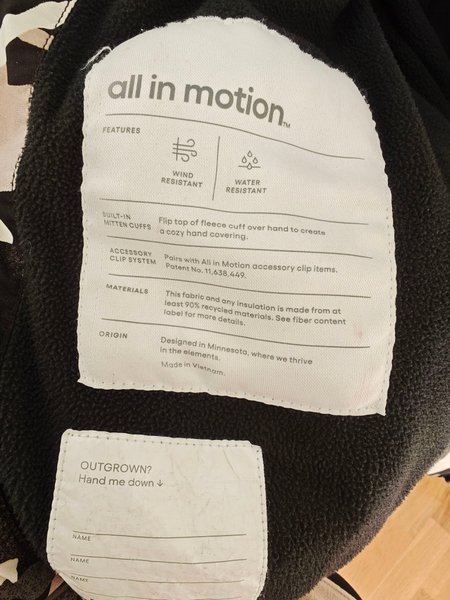 all in motion™
FEATURES
WIND
RESISTANT
WATER
RESISTANT
BUILT-IN
MITTEN CUFFS
Flip top of fleece cuff over hand to create
a cozy hand covering.
ACCESSORY
CLIP SYSTEM
Pairs with All in Motion accessory clip items.
Patent No. 11,638,449.
MATERIALS
This fabric and any insulation is made from at
least 90% recycled materials. See fiber content
label for more details.
ORIGIN
Designed in Minnesota, where we thrive
in the elements.
Made in Vietnam.
OUTGROWN?
Hand me down ↓
NAME
NAME
NAME